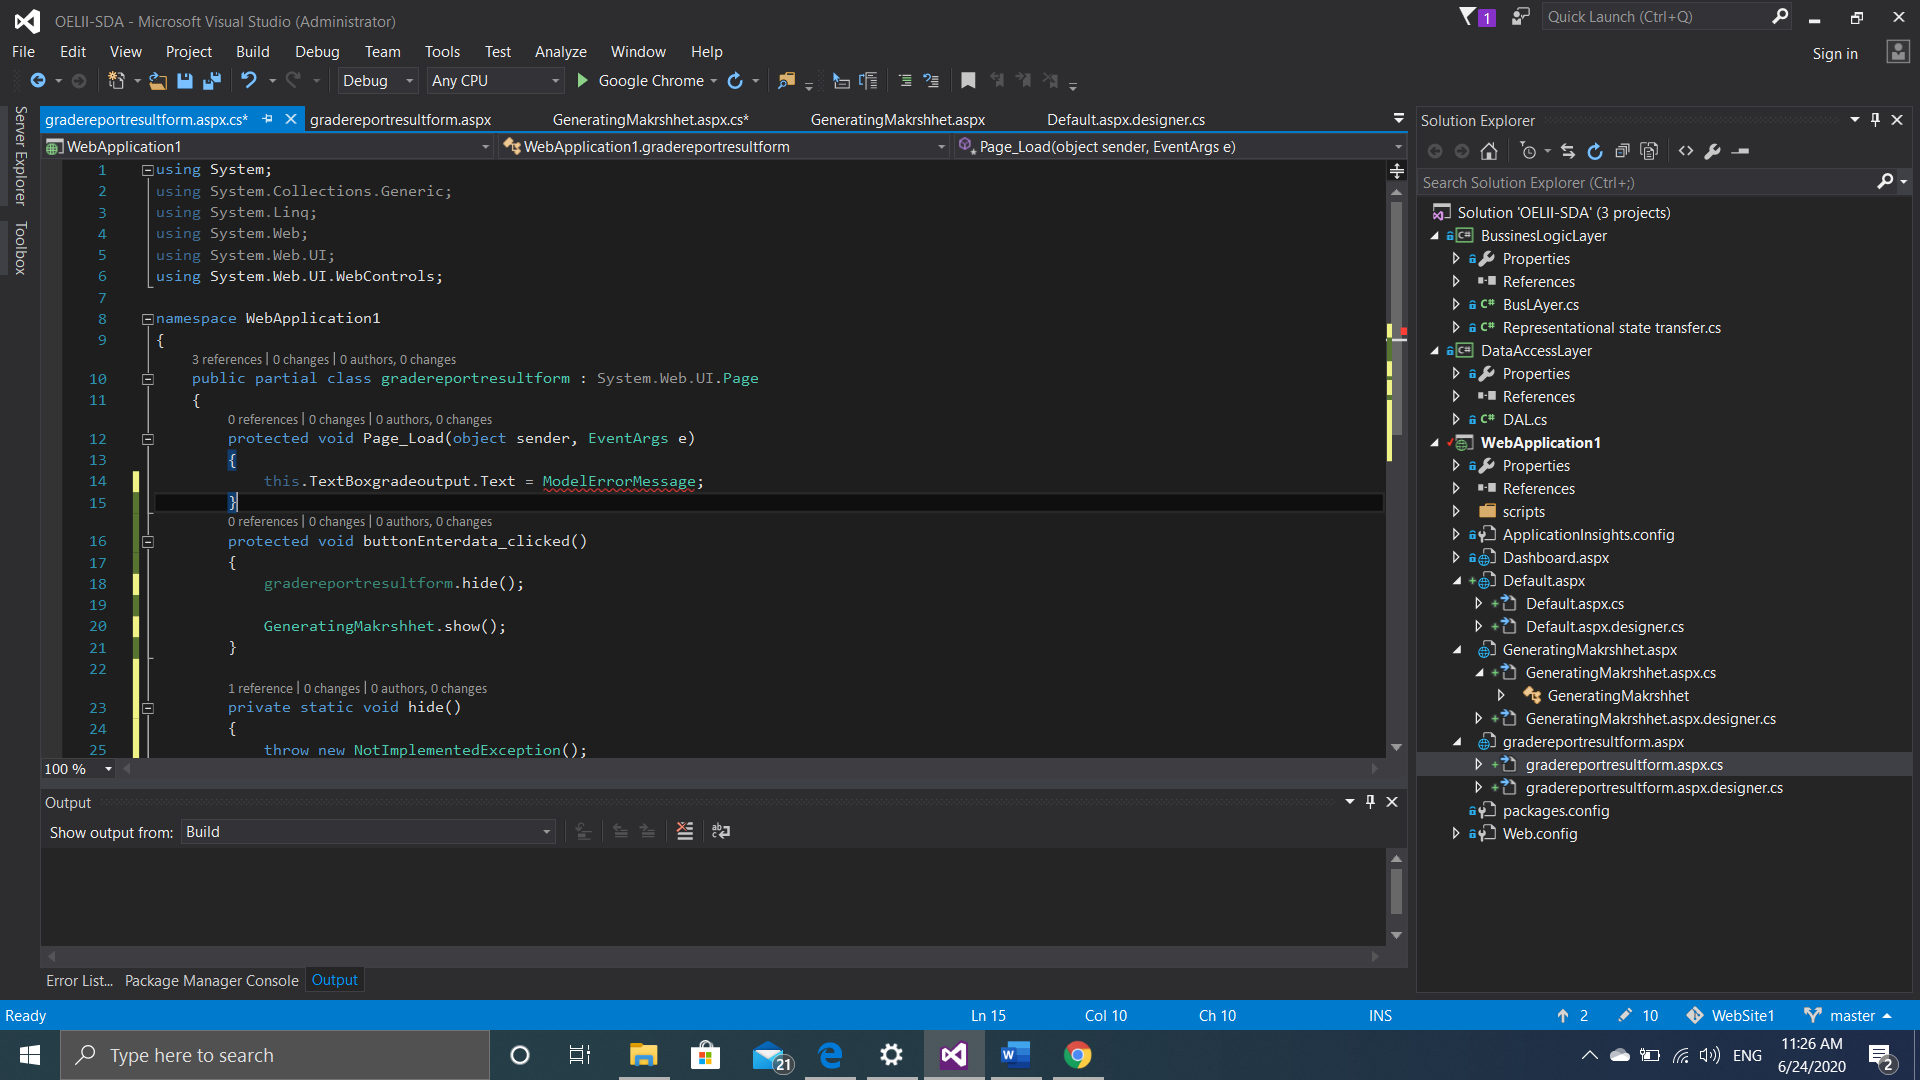 OELII-SDA - Microsoft Visual Studio (Administrator)
1
Quick Launch (Ctrl+Q)
File Edit View Project Build Debug Team Tools Test Analyze Window Help
Sign in
Debug Any CPU Google Chrome
Server Explorer
Toolbox
gradereportresultform.aspx.cs* gradereportresultform.aspx GeneratingMakrshhet.aspx.cs* GeneratingMakrshhet.aspx Default.aspx.designer.cs
WebApplication1 WebApplication1.gradereportresultform Page_Load(object sender, EventArgs e)
1 using System;
2 using System.Collections.Generic;
3 using System.Linq;
4 using System.Web;
5 using System.Web.UI;
6 using System.Web.UI.WebControls;
7
8 namespace WebApplication1
9 {
3 references | 0 changes | 0 authors, 0 changes
10 public partial class gradereportresultform : System.Web.UI.Page
11 {
0 references | 0 changes | 0 authors, 0 changes
12 protected void Page_Load(object sender, EventArgs e)
13 {
14 this.TextBoxgradeoutput.Text = ModelErrorMessage;
15 }
0 references | 0 changes | 0 authors, 0 changes
16 protected void buttonEnterdata_clicked()
17 {
18 gradereportresultform.hide();
19
20 GeneratingMakrshhet.show();
21 }
22
1 reference | 0 changes | 0 authors, 0 changes
23 private static void hide()
24 {
25 throw new NotImplementedException();
100 %
Output
Show output from: Build
Error List... Package Manager Console Output
Solution Explorer
Search Solution Explorer (Ctrl+;)
Solution 'OELII-SDA' (3 projects)
BussinesLogicLayer
Properties
References
BusLAyer.cs
Representational state transfer.cs
DataAccessLayer
Properties
References
DAL.cs
WebApplication1
Properties
References
scripts
ApplicationInsights.config
Dashboard.aspx
Default.aspx
Default.aspx.cs
Default.aspx.designer.cs
GeneratingMakrshhet.aspx
GeneratingMakrshhet.aspx.cs
GeneratingMakrshhet
GeneratingMakrshhet.aspx.designer.cs
gradereportresultform.aspx
gradereportresultform.aspx.cs
gradereportresultform.aspx.designer.cs
packages.config
Web.config
Ready Ln 15 Col 10 Ch 10 INS 2 10 WebSite1 master
Type here to search
21
ENG
11:26 AM
6/24/2020
2